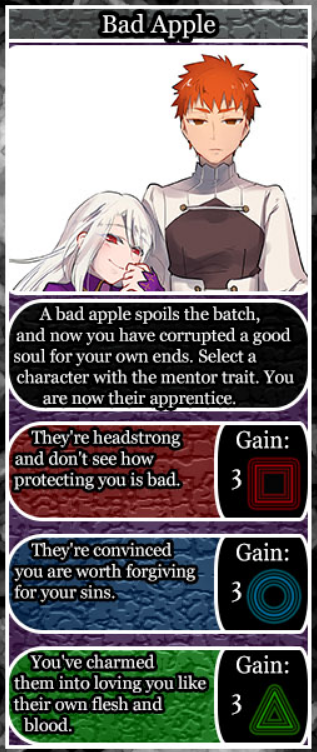 Bad Apple
A bad apple spoils the batch,
and now you have corrupted a good
soul for your own ends. Select a
character with the mentor trait. You
are now their apprentice.
They're headstrong
and don't see how
protecting you is bad.
Gain:
3
They're convinced
you are worth forgiving
for your sins.
Gain:
3
You've charmed
them into loving you like
their own flesh and
blood.
Gain:
3